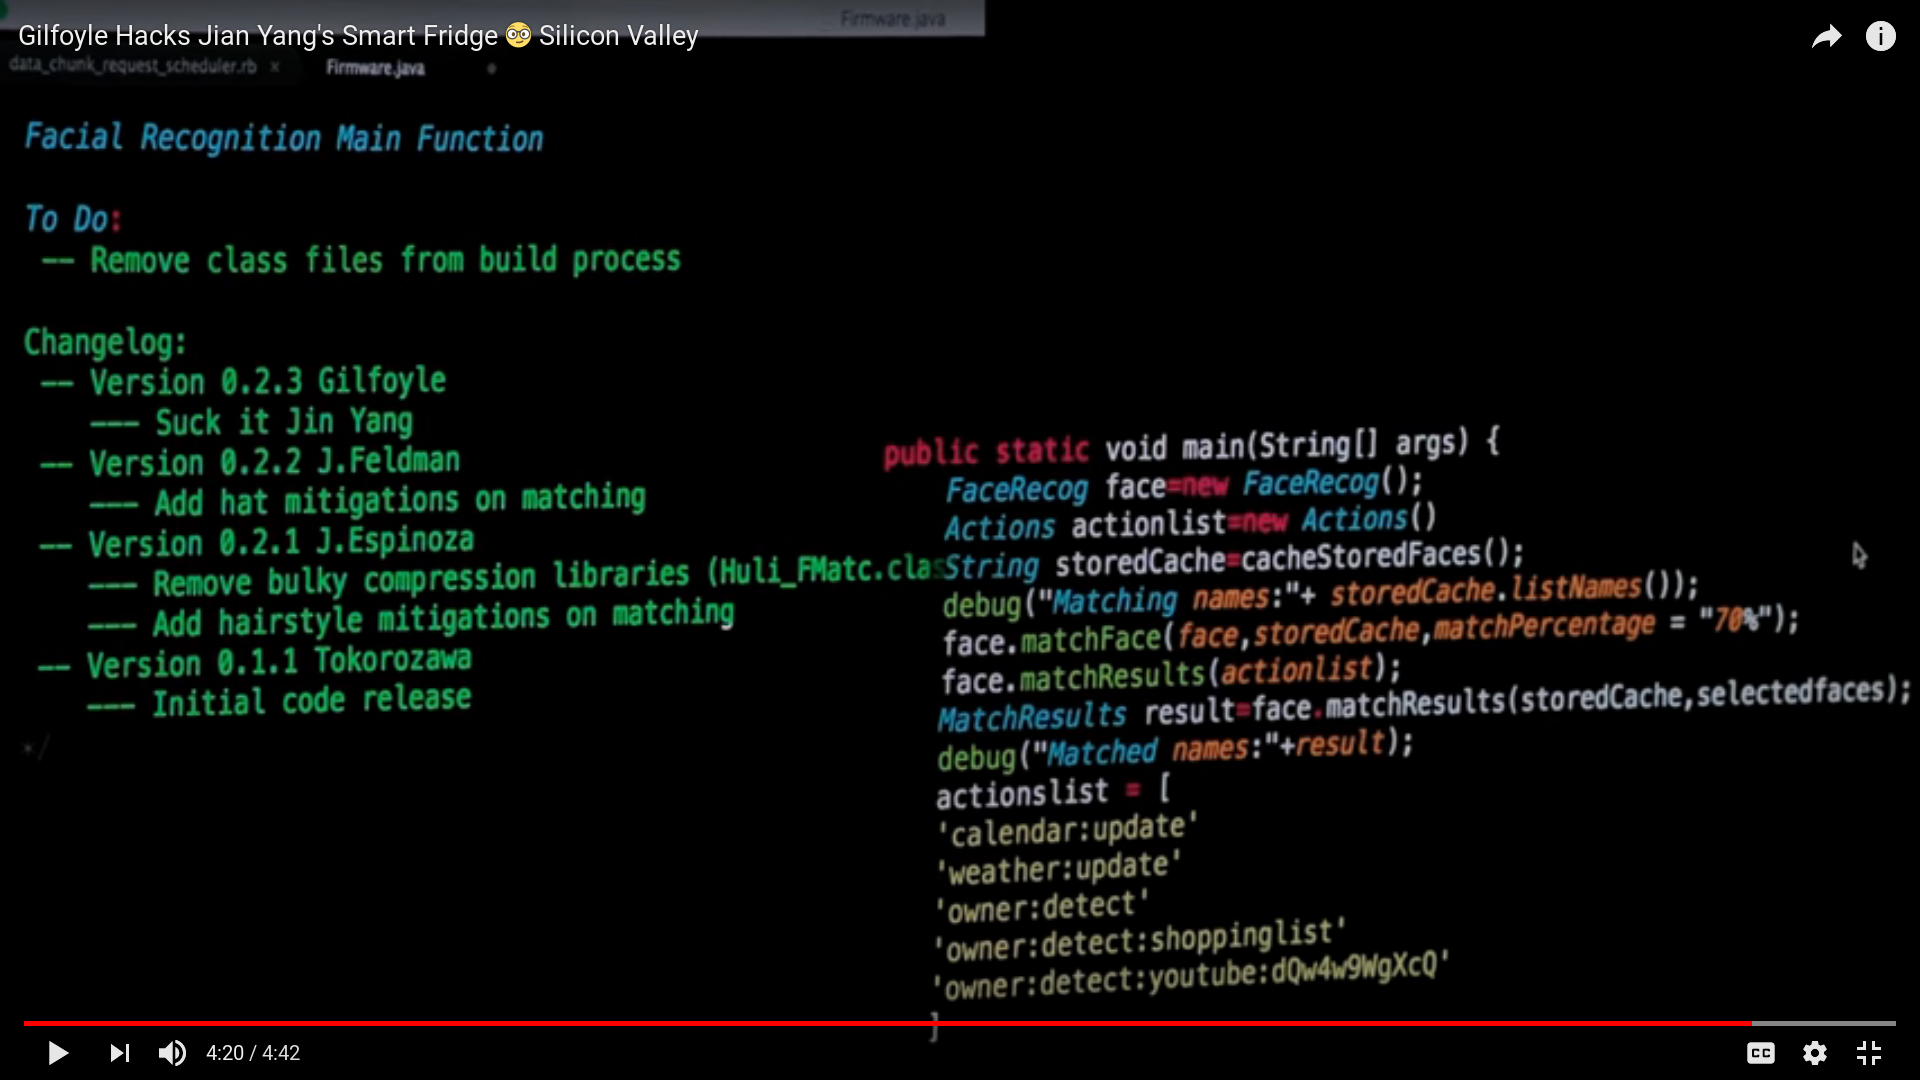 Firmware.java
Gilfoyle Hacks Jian Yang's Smart Fridge 🤓 Silicon Valley
data_chunk_request_scheduler.rb × Firmware.java
Facial Recognition Main Function
To Do:
-- Remove class files from build process
Changelog:
-- Version 0.2.3 Gilfoyle
--- Suck it Jin Yang
-- Version 0.2.2 J.Feldman
--- Add hat mitigations on matching
-- Version 0.2.1 J.Espinoza
--- Remove bulky compression libraries (Huli_FMatc.clas
--- Add hairstyle mitigations on matching
-- Version 0.1.1 Tokorozawa
--- Initial code release
*/
public static void main(String[] args) {
FaceRecog face=new FaceRecog();
Actions actionlist=new Actions()
String storedCache=cacheStoredFaces();
debug("Matching names:"+ storedCache.listNames());
face.matchFace(face,storedCache,matchPercentage = "70%");
face.matchResults(actionlist);
MatchResults result=face.matchResults(storedCache,selectedfaces);
debug("Matched names:"+result);
actionslist = [
'calendar:update'
'weather:update'
'owner:detect'
'owner:detect:shoppinglist'
'owner:detect:youtube:dQw4w9WgXcQ'
]
4:20 / 4:42
CC